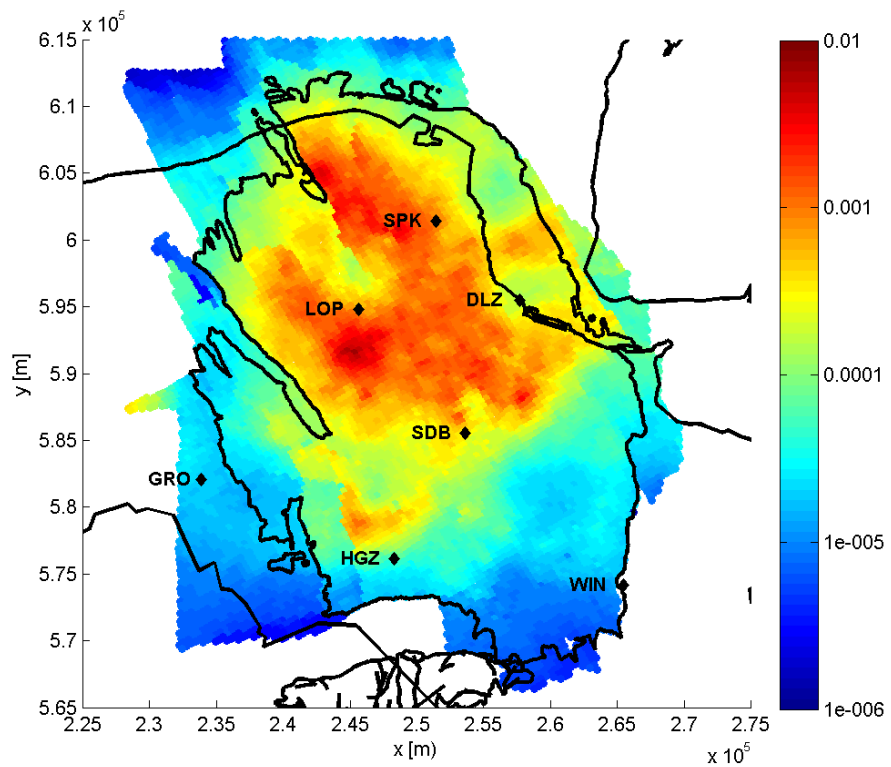 x 10^5
6.15
6.1
6.05
6
5.95
5.9
5.85
5.8
5.75
5.7
5.65
y [m]
SPK
LOP
DLZ
SDB
GRO
HGZ
WIN
2.25 2.3 2.35 2.4 2.45 2.5 2.55 2.6 2.65 2.7 2.75
x [m)
x 10^5
0.01
0.001
0.0001
1e-005
1e-006